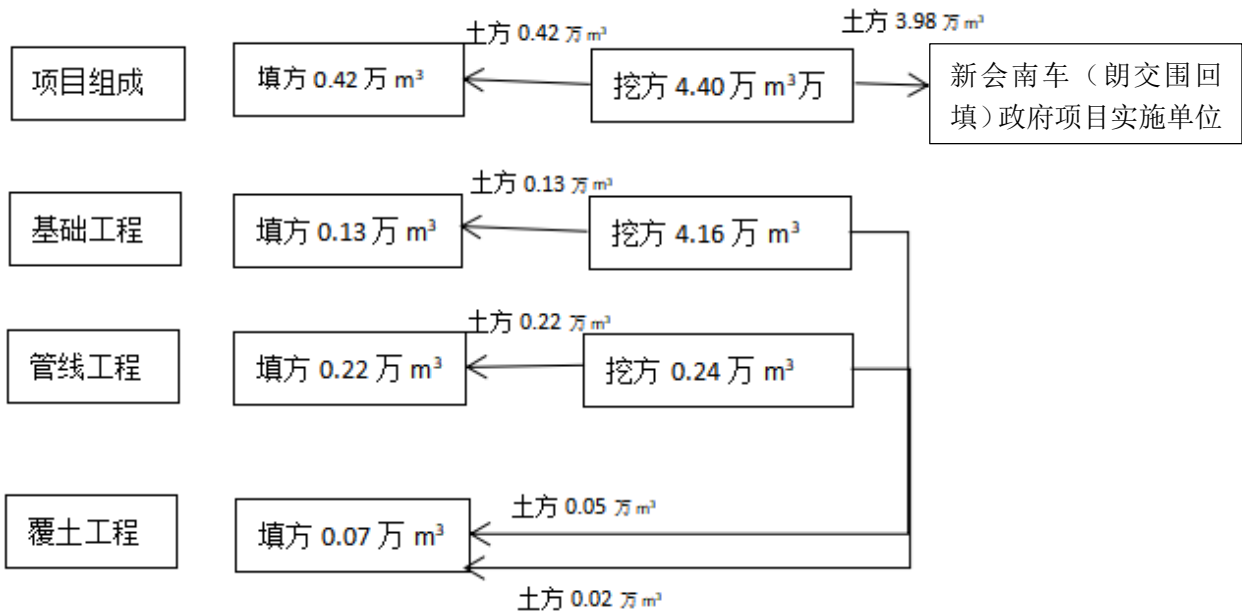 土方 0.42 万 m³
土方 3.98 万 m³
项目组成
填方 0.42 万 m³
挖方 4.40 万 m³万
新会南车（朗交围回
填）政府项目实施单位
土方 0.13 万 m³
基础工程
填方 0.13 万 m³
挖方 4.16 万 m³
土方 0.22 万 m³
管线工程
填方 0.22 万 m³
挖方 0.24 万 m³
土方 0.05 万 m³
覆土工程
填方 0.07 万 m³
土方 0.02 万 m³